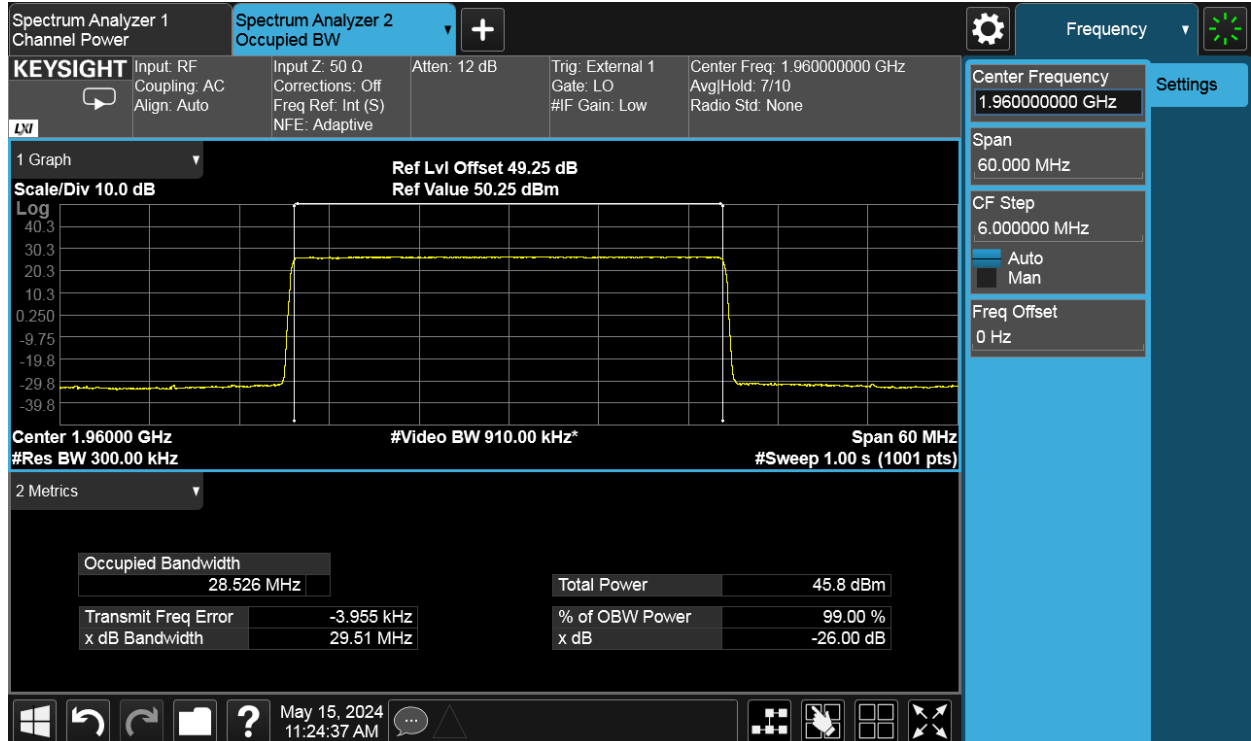 Spectrum Analyzer 1
Channel Power
Spectrum Analyzer 2
Occupied BW
Frequency
KEYSIGHT
LXI
Input: RF
Coupling: AC
Align: Auto
Input Z: 50 Ω
Corrections: Off
Freq Ref: Int (S)
NFE: Adaptive
Atten: 12 dB
Trig: External 1
Gate: LO
#IF Gain: Low
Center Freq: 1.960000000 GHz
Avg|Hold: 7/10
Radio Std: None
Center Frequency
1.960000000 GHz
Settings
Span
60.000 MHz
CF Step
6.000000 MHz
Auto
Man
Freq Offset
0 Hz
1 Graph
Ref Lvl Offset 49.25 dB
Scale/Div 10.0 dB
Ref Value 50.25 dBm
Log
40.3
30.3
20.3
10.3
0.250
-9.75
-19.8
-29.8
-39.8
Center 1.96000 GHz
#Video BW 910.00 kHz*
Span 60 MHz
#Res BW 300.00 kHz
#Sweep 1.00 s (1001 pts)
2 Metrics
Occupied Bandwidth
28.526 MHz
Total Power 45.8 dBm
Transmit Freq Error -3.955 kHz
% of OBW Power 99.00 %
x dB Bandwidth 29.51 MHz
x dB -26.00 dB
?
May 15, 2024
11:24:37 AM